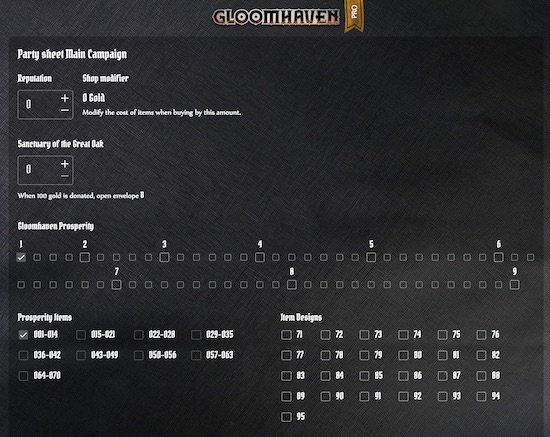 GLOOMHAVEN PRO
Party sheet Main Campaign
Reputation Shop modifier
0 + − 0 Gold
Modify the cost of items when buying by this amount.
Sanctuary of the Great Oak
0 + −
When 100 gold is donated, open envelope B
Gloomhaven Prosperity
1 2 3 4 5 6
7 8 9
Prosperity Items Item Designs
001-014 015-021 022-028 029-035 71 72 73 74 75 76
036-042 043-049 050-056 057-063 77 78 79 80 81 82
064-070 83 84 85 86 87 88
89 90 91 92 93 94
95